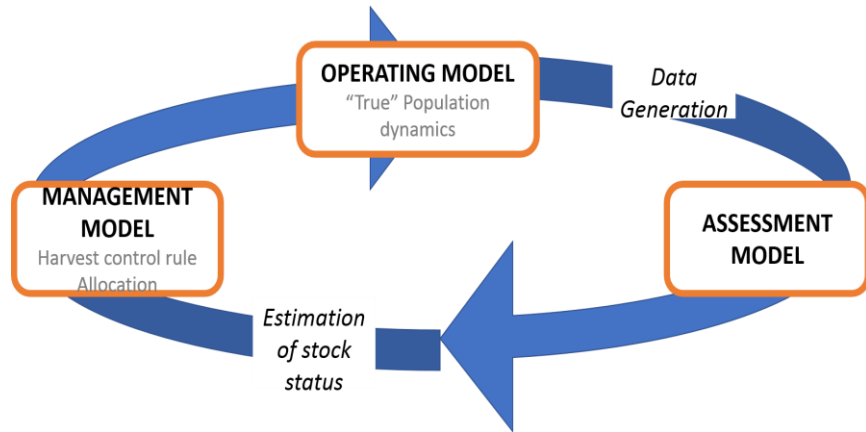 OPERATING MODEL
“True” Population
dynamics
Data
Generation
MANAGEMENT
MODEL
Harvest control rule
Allocation
ASSESSMENT
MODEL
Estimation
of stock
status